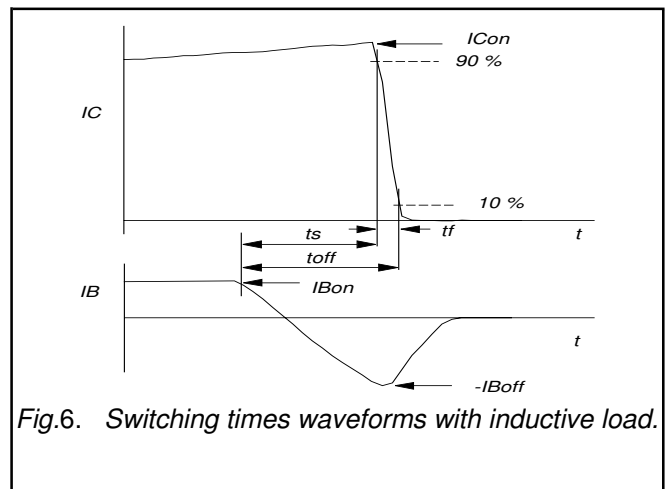 ICon
90 %
IC
10 %
ts
tf
t
toff
IB
IBon
t
-IBoff
Fig.6. Switching times waveforms with inductive load.